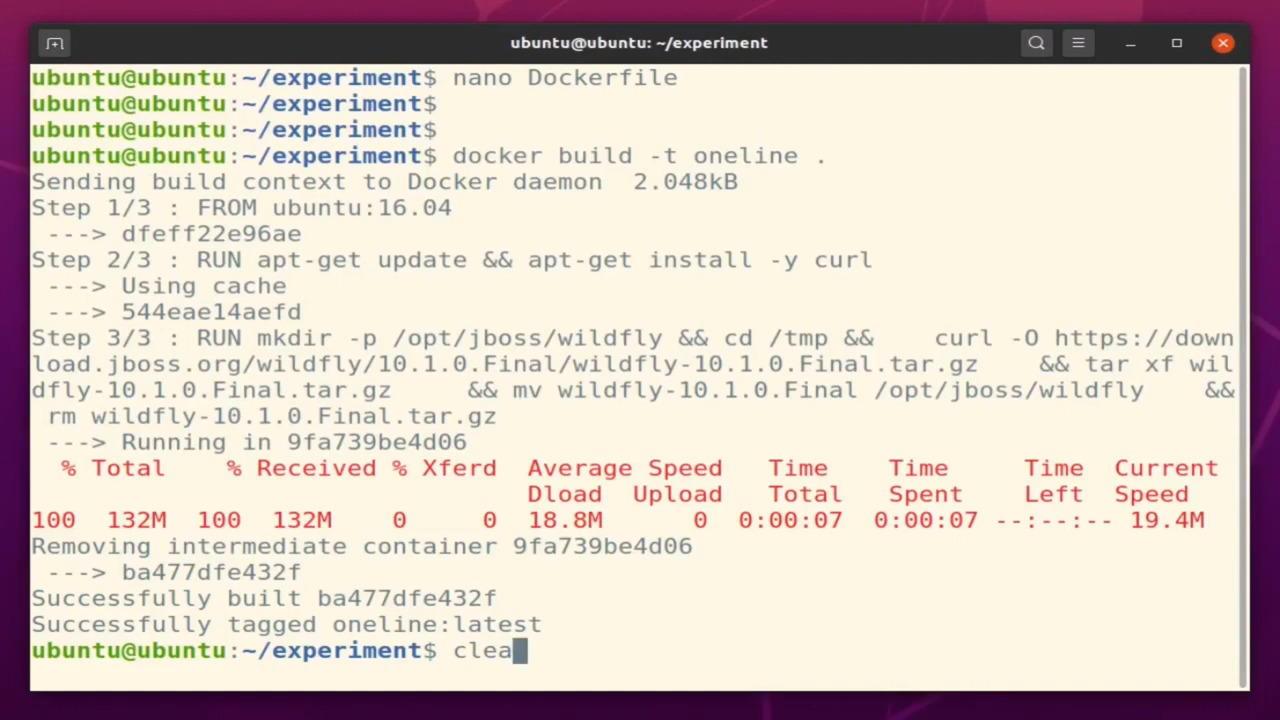 ubuntu@ubuntu: ~/experiment
ubuntu@ubuntu:~/experiment$ nano Dockerfile
ubuntu@ubuntu:~/experiment$
ubuntu@ubuntu:~/experiment$
ubuntu@ubuntu:~/experiment$ docker build -t oneline .
Sending build context to Docker daemon  2.048kB
Step 1/3 : FROM ubuntu:16.04
 ---> dfeff22e96ae
Step 2/3 : RUN apt-get update && apt-get install -y curl
 ---> Using cache
 ---> 544eae14aefd
Step 3/3 : RUN mkdir -p /opt/jboss/wildfly && cd /tmp &&    curl -O https://down
load.jboss.org/wildfly/10.1.0.Final/wildfly-10.1.0.Final.tar.gz    && tar xf wil
dfly-10.1.0.Final.tar.gz     && mv wildfly-10.1.0.Final /opt/jboss/wildfly    &&
 rm wildfly-10.1.0.Final.tar.gz
 ---> Running in 9fa739be4d06
  % Total    % Received % Xferd  Average Speed   Time    Time     Time  Current
                                 Dload  Upload   Total   Spent    Left  Speed
100  132M  100  132M    0     0  18.8M      0  0:00:07  0:00:07 --:--:-- 19.4M
Removing intermediate container 9fa739be4d06
 ---> ba477dfe432f
Successfully built ba477dfe432f
Successfully tagged oneline:latest
ubuntu@ubuntu:~/experiment$ clea